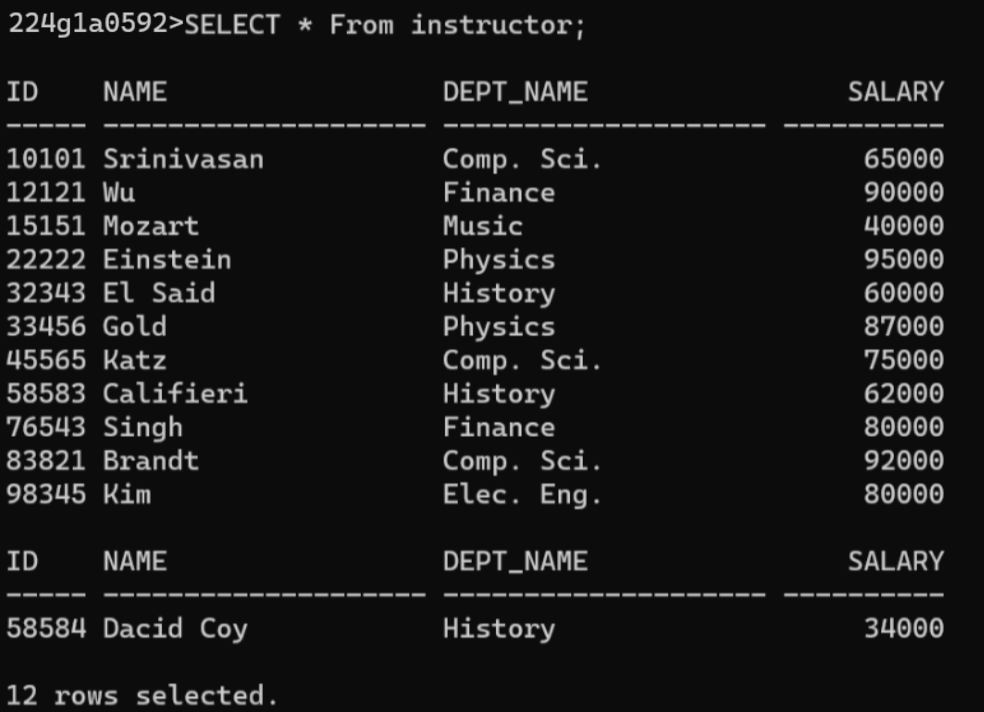 224g1a0592>SELECT * From instructor;
ID NAME DEPT_NAME SALARY
----- -------------------- -------------------- ----------
10101 Srinivasan Comp. Sci. 65000
12121 Wu Finance 90000
15151 Mozart Music 40000
22222 Einstein Physics 95000
32343 El Said History 60000
33456 Gold Physics 87000
45565 Katz Comp. Sci. 75000
58583 Califieri History 62000
76543 Singh Finance 80000
83821 Brandt Comp. Sci. 92000
98345 Kim Elec. Eng. 80000
ID NAME DEPT_NAME SALARY
----- -------------------- -------------------- ----------
58584 Dacid Coy History 34000
12 rows selected.